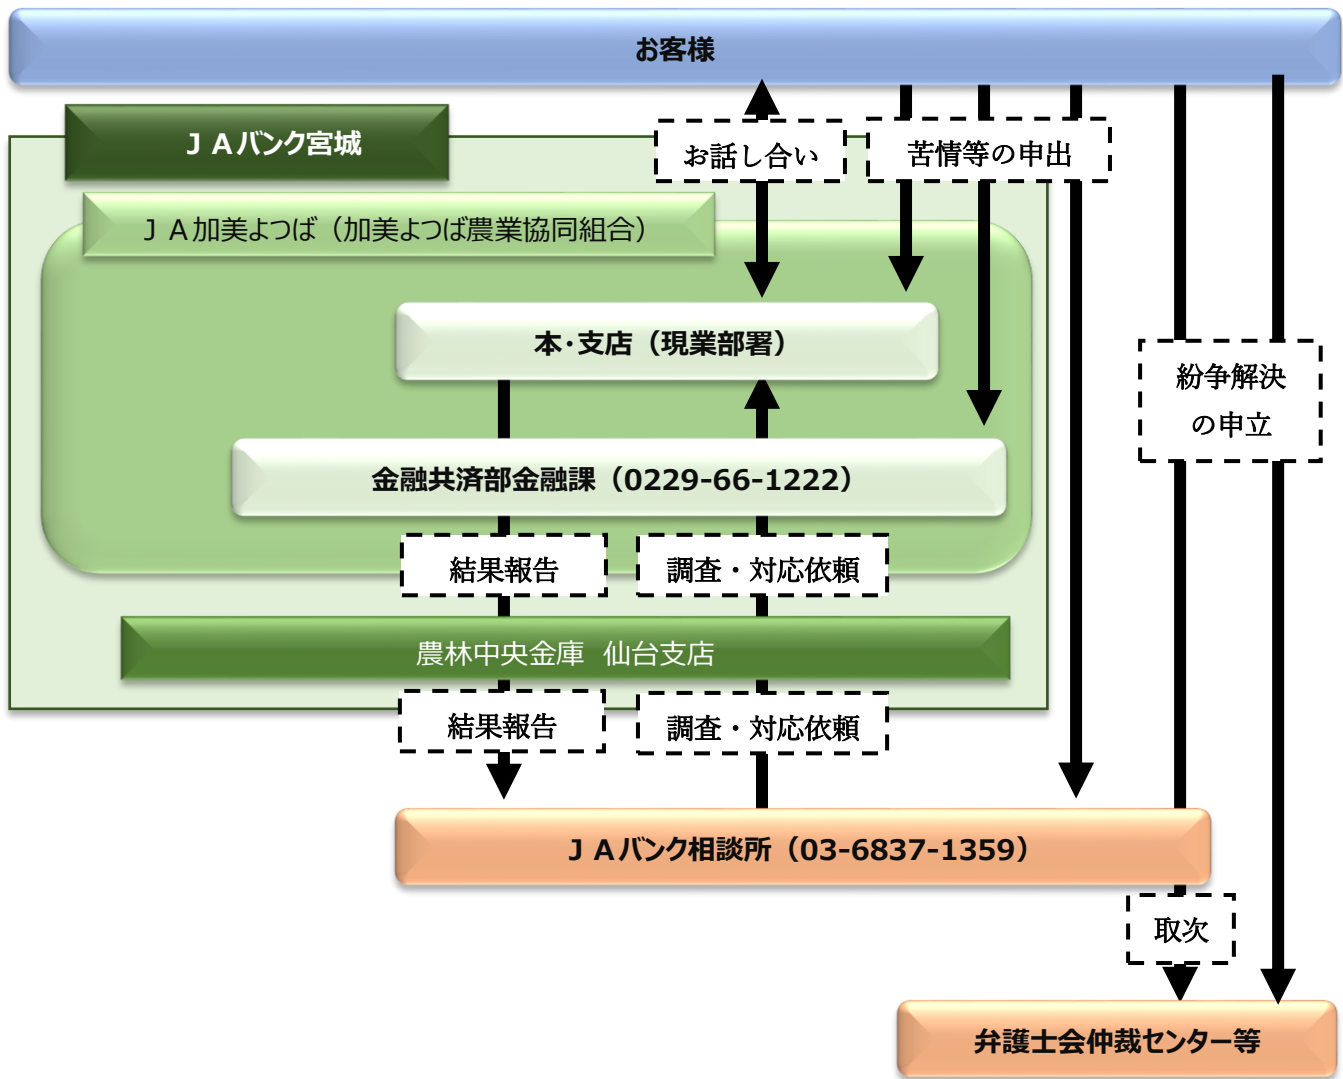 お客様
ＪＡバンク宮城
お話し合い
苦情等の申出
ＪＡ加美よつば（加美よつば農業協同組合）
本・支店（現業部署）
紛争解決
の申立
金融共済部金融課（0229-66-1222）
結果報告
調査・対応依頼
農林中央金庫　仙台支店
結果報告
調査・対応依頼
ＪＡバンク相談所（03-6837-1359）
取次
弁護士会仲裁センター等